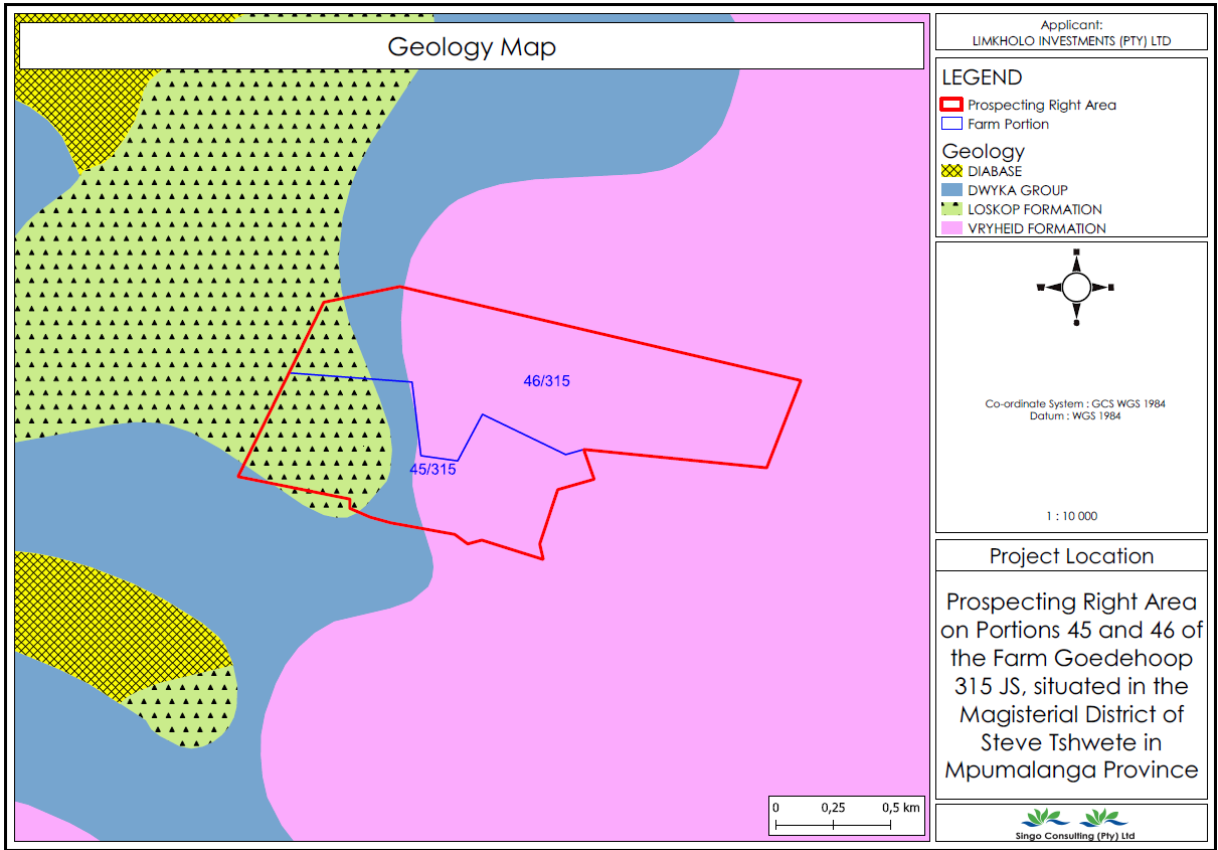 Geology Map
46/315
45/315
0 0,25 0,5 km
Applicant:
LIMKHOLO INVESTMENTS (PTY) LTD
LEGEND
Prospecting Right Area
Farm Portion
Geology
DIABASE
DWYKA GROUP
LOSKOP FORMATION
VRYHEID FORMATION
Co-ordinate System : GCS WGS 1984
Datum : WGS 1984
1 : 10 000
Project Location
Prospecting Right Area
on Portions 45 and 46 of
the Farm Goedehoop
315 JS, situated in the
Magisterial District of
Steve Tshwete in
Mpumalanga Province
Singo Consulting (Pty) Ltd